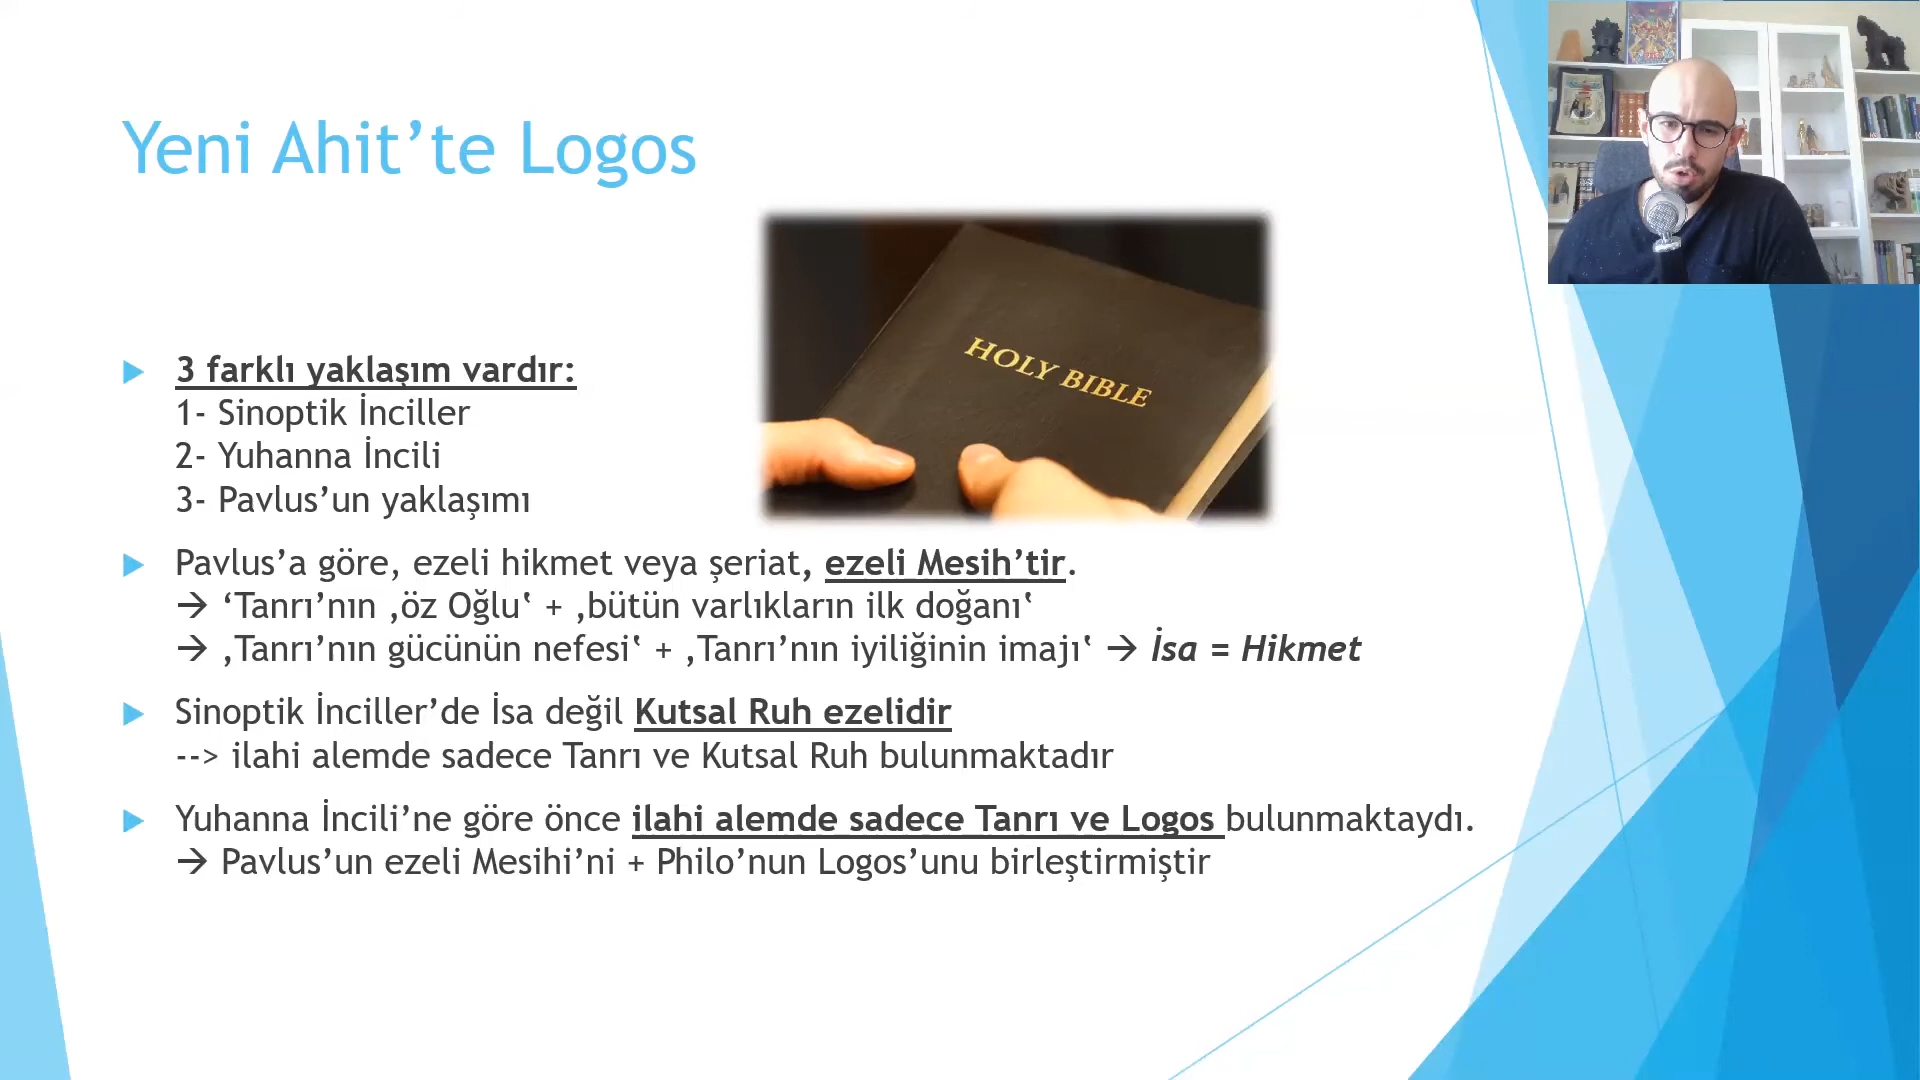 Yeni Ahit’te Logos
HOLY BIBLE
3 farklı yaklaşım vardır:
1- Sinoptik İnciller
2- Yuhanna İncili
3- Pavlus’un yaklaşımı
Pavlus’a göre, ezeli hikmet veya şeriat, ezeli Mesih’tir.
→ ‘Tanrı’nın ‚öz Oğlu‛ + ‚bütün varlıkların ilk doğanı‛
→ ‚Tanrı’nın gücünün nefesi‛ + ‚Tanrı’nın iyiliğinin imajı‛ → İsa = Hikmet
Sinoptik İnciller’de İsa değil Kutsal Ruh ezelidir
--> ilahi alemde sadece Tanrı ve Kutsal Ruh bulunmaktadır
Yuhanna İncili’ne göre önce ilahi alemde sadece Tanrı ve Logos bulunmaktaydı.
→ Pavlus’un ezeli Mesihi’ni + Philo’nun Logos’unu birleştirmiştir